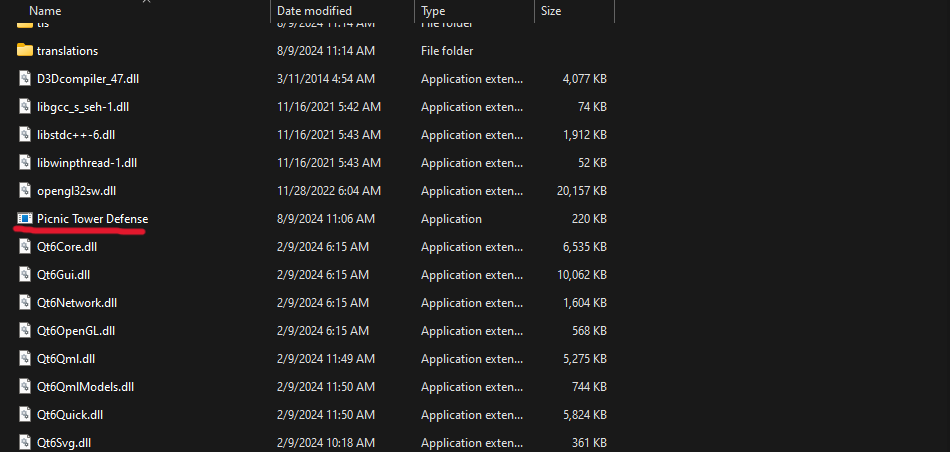 Name Date modified Type Size
tls 8/9/2024 11:14 AM File folder
translations 8/9/2024 11:14 AM File folder
D3Dcompiler_47.dll 3/11/2014 4:54 AM Application exten... 4,077 KB
libgcc_s_seh-1.dll 11/16/2021 5:42 AM Application exten... 74 KB
libstdc++-6.dll 11/16/2021 5:43 AM Application exten... 1,912 KB
libwinpthread-1.dll 11/16/2021 5:43 AM Application exten... 52 KB
opengl32sw.dll 11/28/2022 6:04 AM Application exten... 20,157 KB
Picnic Tower Defense 8/9/2024 11:06 AM Application 220 KB
Qt6Core.dll 2/9/2024 6:15 AM Application exten... 6,535 KB
Qt6Gui.dll 2/9/2024 6:15 AM Application exten... 10,062 KB
Qt6Network.dll 2/9/2024 6:15 AM Application exten... 1,604 KB
Qt6OpenGL.dll 2/9/2024 6:15 AM Application exten... 568 KB
Qt6Qml.dll 2/9/2024 11:49 AM Application exten... 5,275 KB
Qt6QmlModels.dll 2/9/2024 11:50 AM Application exten... 744 KB
Qt6Quick.dll 2/9/2024 11:50 AM Application exten... 5,824 KB
Qt6Svg.dll 2/9/2024 10:18 AM Application exten... 361 KB